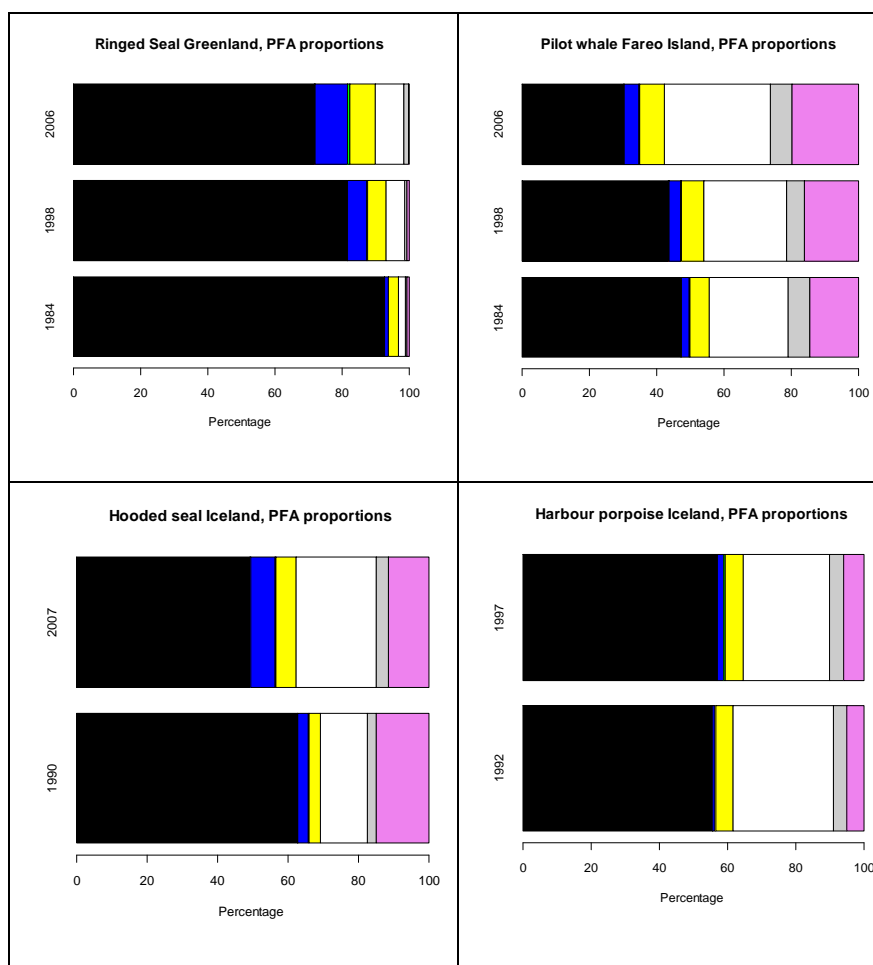 Ringed Seal Greenland, PFA proportions
2006
1998
1984
0 20 40 60 80 100
Percentage
Pilot whale Fareo Island, PFA proportions
2006
1998
1984
0 20 40 60 80 100
Percentage
Hooded seal Iceland, PFA proportions
2007
1990
0 20 40 60 80 100
Percentage
Harbour porpoise Iceland, PFA proportions
1997
1992
0 20 40 60 80 100
Percentage